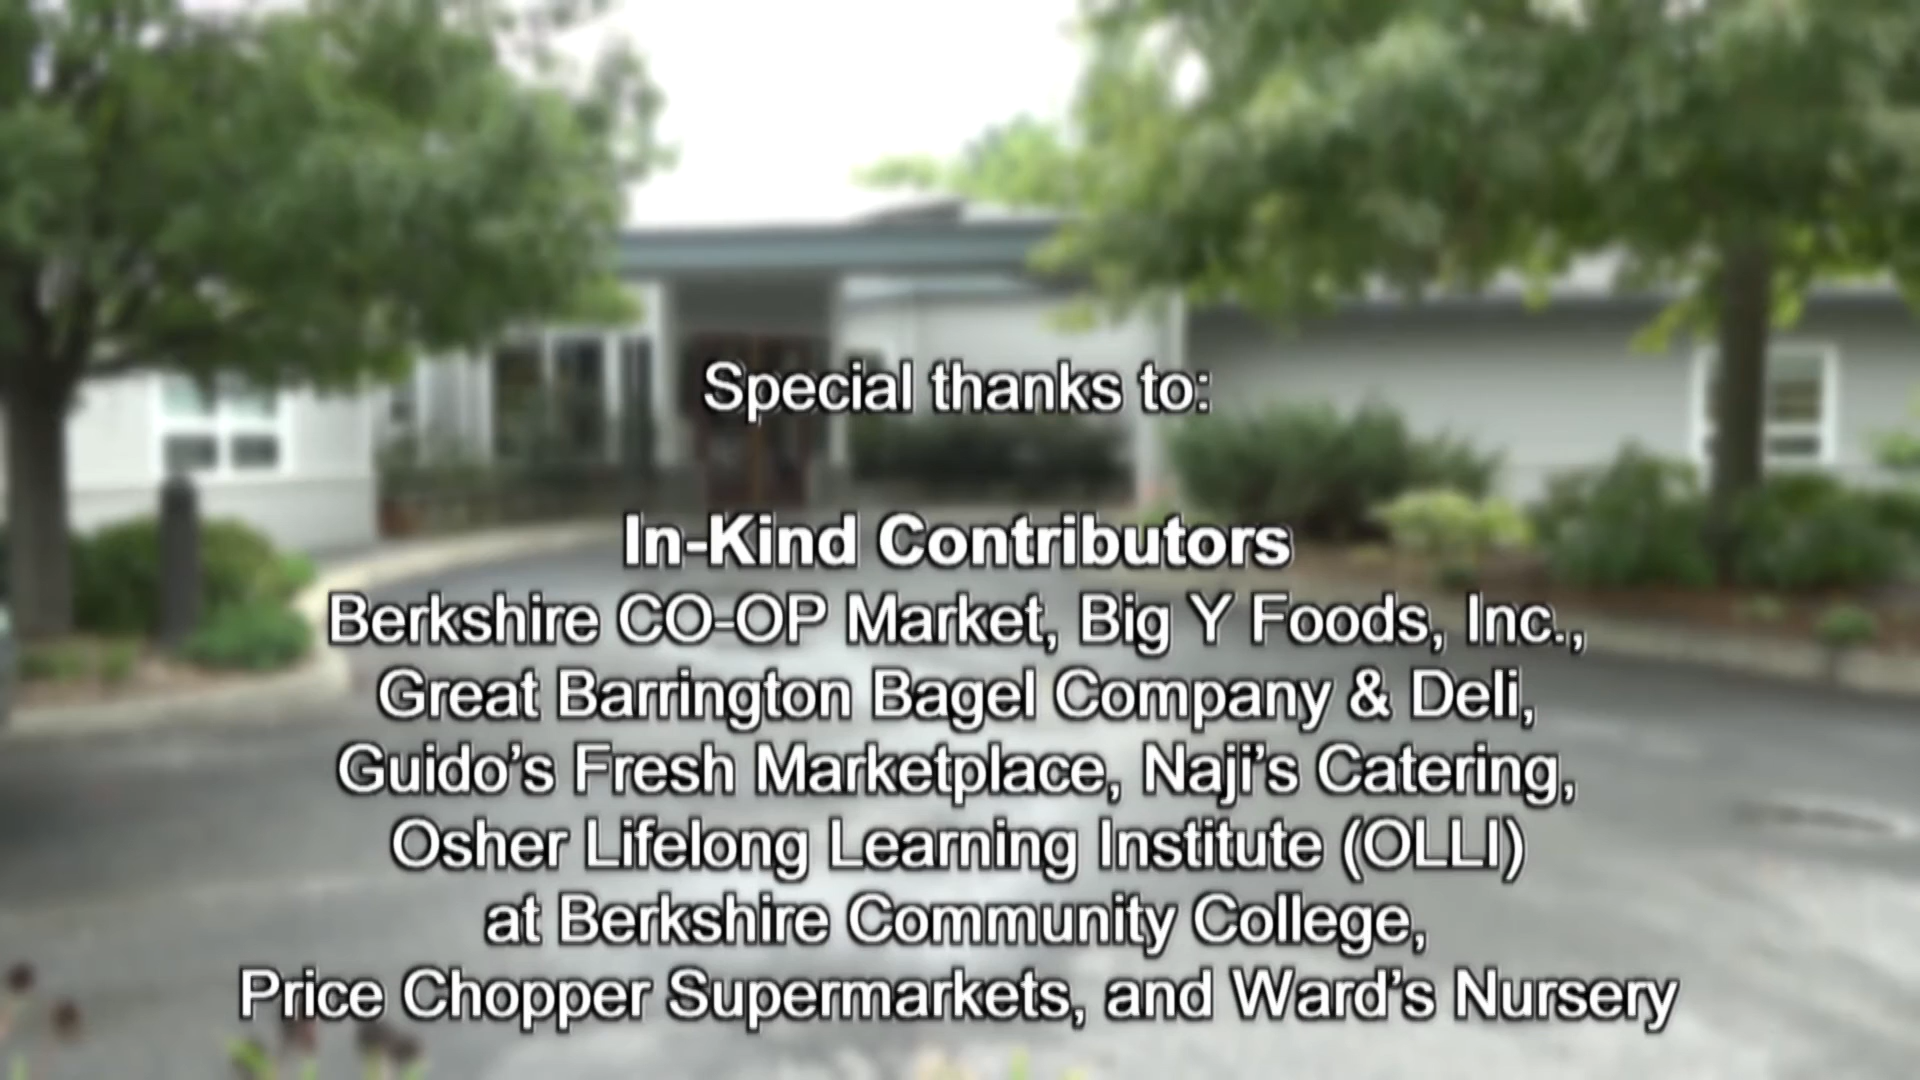 Special thanks to:
In-Kind Contributors
Berkshire CO-OP Market, Big Y Foods, Inc.,
Great Barrington Bagel Company & Deli,
Guido’s Fresh Marketplace, Naji’s Catering,
Osher Lifelong Learning Institute (OLLI)
at Berkshire Community College,
Price Chopper Supermarkets, and Ward’s Nursery